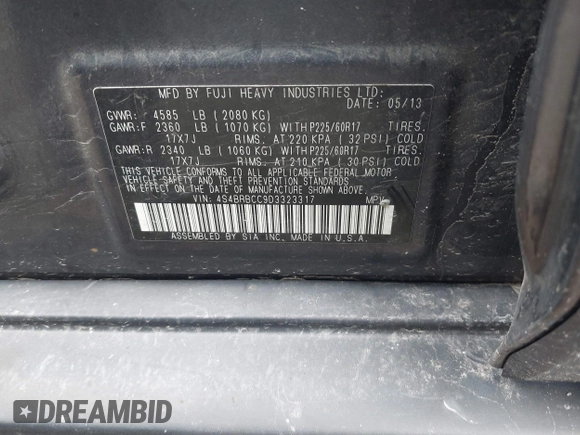 MFD BY FUJI HEAVY INDUSTRIES LTD:
DATE: 05/13
GVWR: 4585 LB (2080 KG)
GAWR:F 2360 LB (1070 KG) WITH P225/60R17 TIRES.
17X7J RIMS. AT 220 KPA (32 PSI) COLD
GAWR:R 2340 LB (1060 KG) WITH P225/60R17 TIRES.
17X7J RIMS. AT 210 KPA (30 PSI) COLD
THIS VEHICLE CONFORMS TO ALL APPLICABLE FEDERAL MOTOR
VEHICLE SAFETY AND THEFT PREVENTION STANDARDS IN
EFFECT ON THE DATE OF MANUFACTURE SHOWN ABOVE.
VIN: 4S4BRBCC9D3323317 MPV
ASSEMBLED BY SIA INC. MADE IN U.S.A.
DREAMBID